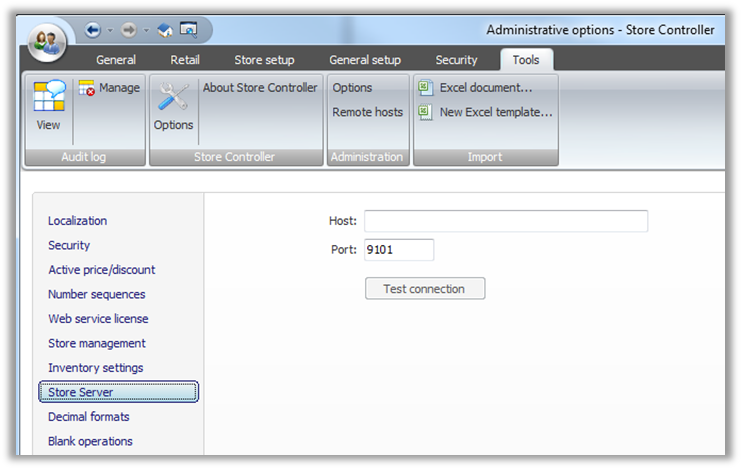 Administrative options - Store Controller
General Retail Store setup General setup Security Tools
View
Manage
Audit log
Options
About Store Controller
Store Controller
Options
Remote hosts
Administration
Excel document...
New Excel template...
Import
Localization
Security
Active price/discount
Number sequences
Web service license
Store management
Inventory settings
Store Server
Decimal formats
Blank operations
Host:
Port: 9101
Test connection